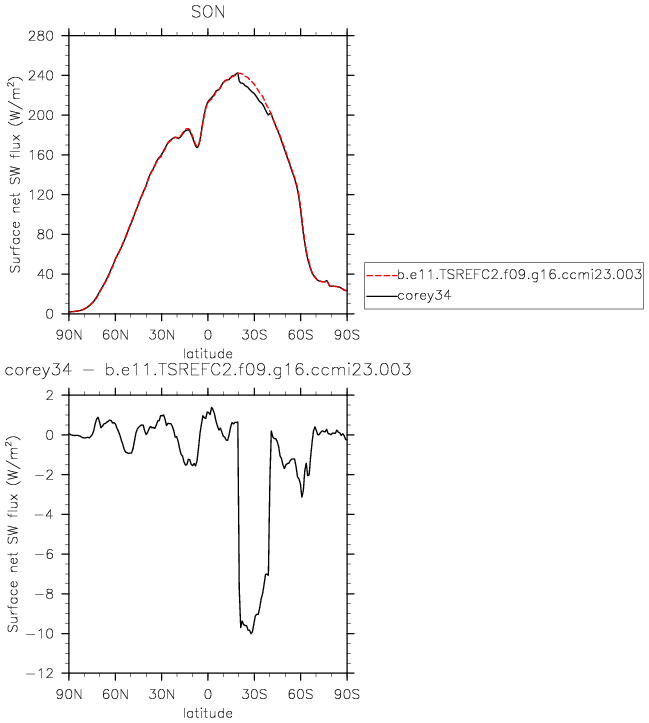 SON
Surface net SW flux (W/m²)
280
240
200
160
120
80
40
0
90N 60N 30N 0 30S 60S 90S
latitude
b.e11.TSREFC2.f09.g16.ccmi23.003
corey34
corey34 − b.e11.TSREFC2.f09.g16.ccmi23.003
Surface net SW flux (W/m²)
2
0
−2
−4
−6
−8
−10
−12
90N 60N 30N 0 30S 60S 90S
latitude